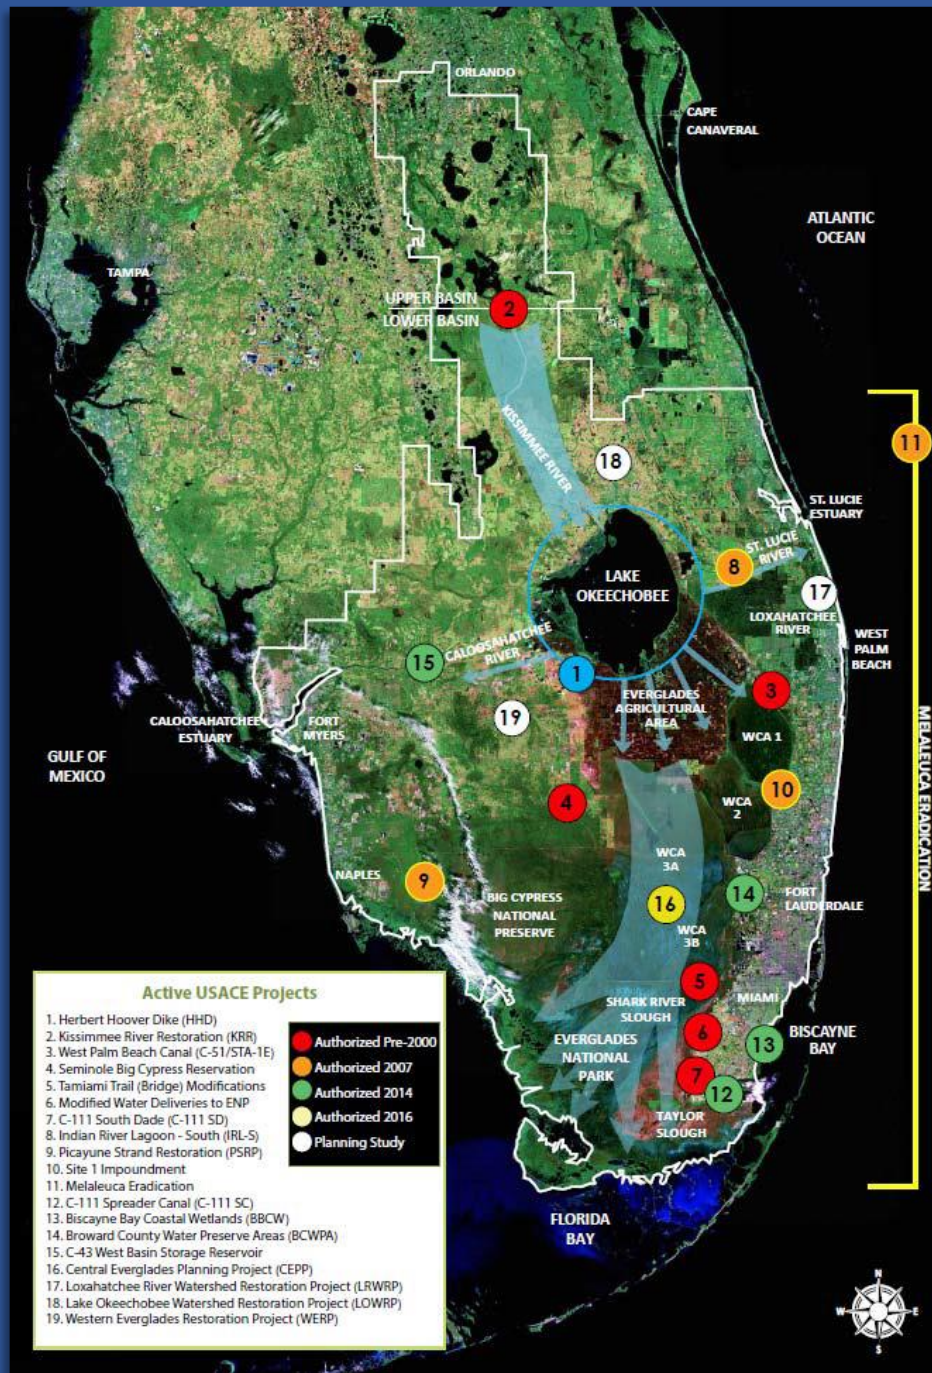 ORLANDO
CAPE
CANAVERAL
ATLANTIC
OCEAN
TAMPA
UPPER BASIN
LOWER BASIN
2
KISSIMMEE RIVER
18
11
ST. LUCIE
ESTUARY
ST. LUCIE
RIVER
8
LAKE
OKEECHOBEE
17
LOXAHATCHEE
RIVER
WEST
PALM
BEACH
15
CALOOSAHATCHEE
RIVER
1
3
EVERGLADES
AGRICULTURAL
AREA
19
CALOOSAHATCHEE
ESTUARY
FORT
MYERS
WCA 1
GULF OF
MEXICO
MELALEUCA ERADICATION
4
10
WCA
2
WCA
3A
NAPLES
9
BIG CYPRESS
NATIONAL
PRESERVE
16
14
FORT
LAUDERDALE
WCA
3B
5
SHARK RIVER
SLOUGH
MIAMI
6
BISCAYNE
BAY
13
EVERGLADES
NATIONAL
PARK
7
12
TAYLOR
SLOUGH
FLORIDA
BAY
Active USACE Projects
1. Herbert Hoover Dike (HHD)
2. Kissimmee River Restoration (KRR)
3. West Palm Beach Canal (C-51/STA-1E)
4. Seminole Big Cypress Reservation
5. Tamiami Trail (Bridge) Modifications
6. Modified Water Deliveries to ENP
7. C-111 South Dade (C-111 SD)
8. Indian River Lagoon - South (IRL-S)
9. Picayune Strand Restoration (PSRP)
10. Site 1 Impoundment
11. Melaleuca Eradication
12. C-111 Spreader Canal (C-111 SC)
13. Biscayne Bay Coastal Wetlands (BBCW)
14. Broward County Water Preserve Areas (BCWPA)
15. C-43 West Basin Storage Reservoir
16. Central Everglades Planning Project (CEPP)
17. Loxahatchee River Watershed Restoration Project (LRWRP)
18. Lake Okeechobee Watershed Restoration Project (LOWRP)
19. Western Everglades Restoration Project (WERP)
Authorized Pre-2000
Authorized 2007
Authorized 2014
Authorized 2016
Planning Study
N
W
E
S